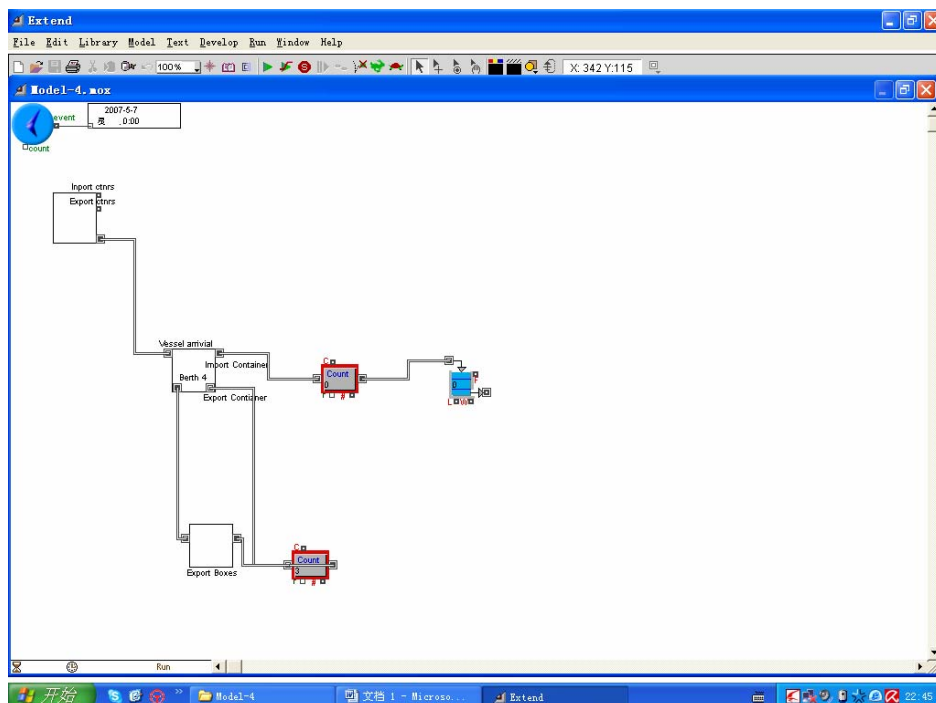 Extend
File Edit Library Model Text Develop Run Window Help
100%
X: 342 Y:115
Model-4.mox
event
2007-5-7
0:00
count
Inport ctnrs
Export ctnrs
Vessel arrivial
Import Container
Berth 4
Export Contianer
C
Count
0
r
#
0
F
L
W
Export Boxes
C
Count
3
r
#
Run
开始
Model-4
文档 1 - Microso...
Extend
22:45